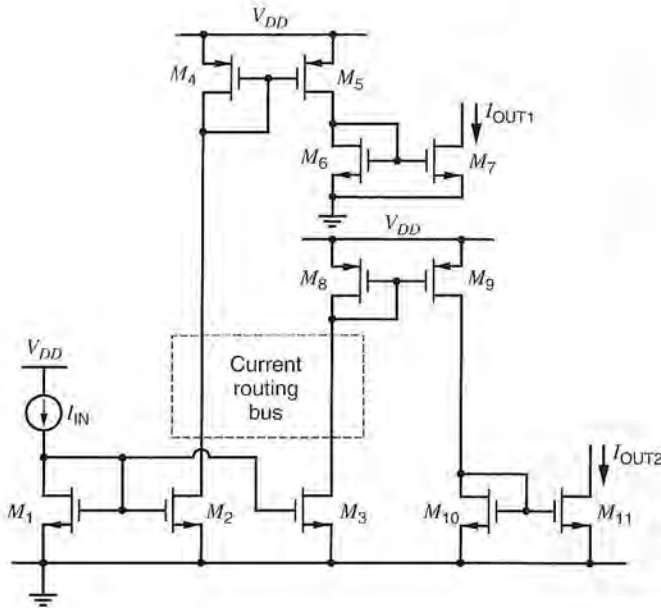 V_DD
M_4
M_5
I_OUT1
M_6
M_7
V_DD
M_8
M_9
V_DD
Current
routing
bus
I_IN
I_OUT2
M_1
M_2
M_3
M_10
M_11